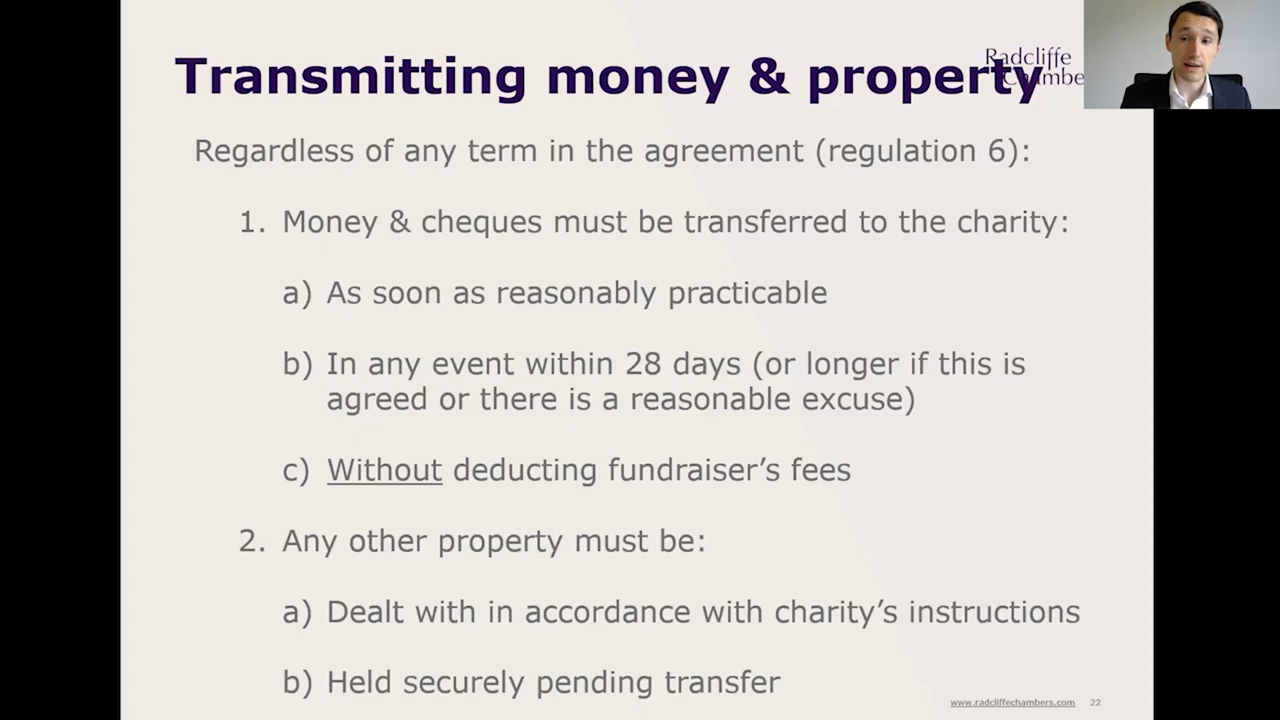 Transmitting money & property
Radcliffe
Chambe
Regardless of any term in the agreement (regulation 6):
1. Money & cheques must be transferred to the charity:
a) As soon as reasonably practicable
b) In any event within 28 days (or longer if this is
agreed or there is a reasonable excuse)
c) Without deducting fundraiser’s fees
2. Any other property must be:
a) Dealt with in accordance with charity’s instructions
b) Held securely pending transfer
www.radcliffechambers.com 22